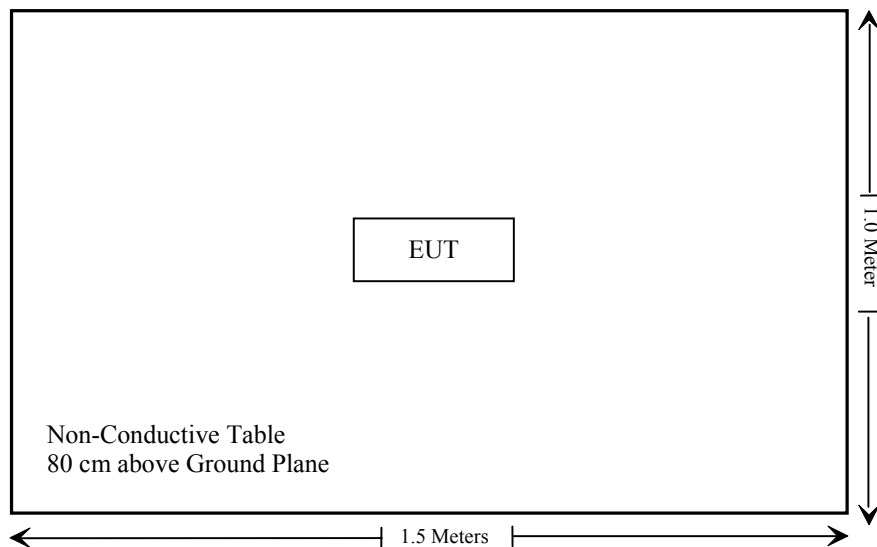 EUT
1.0 Meter
Non-Conductive Table
80 cm above Ground Plane
1.5 Meters